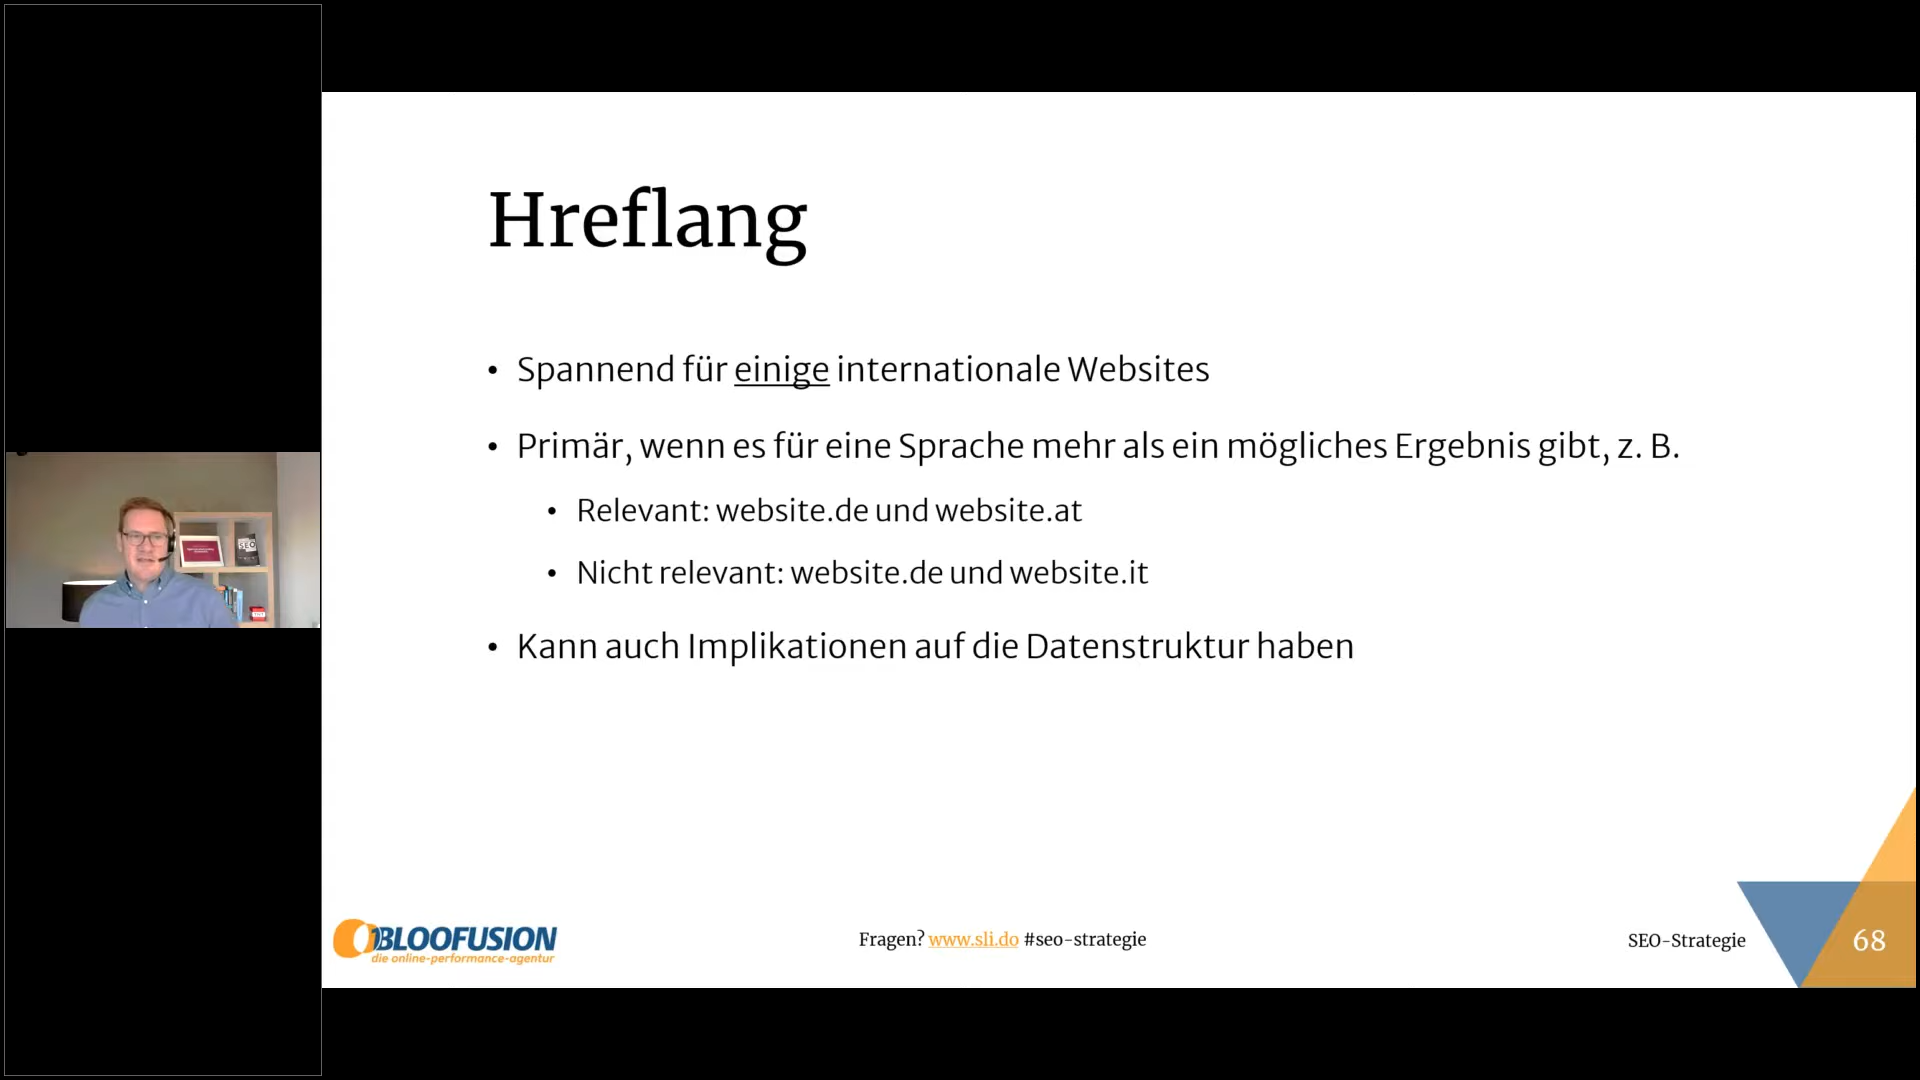 Hreflang
• Spannend für einige internationale Websites
• Primär, wenn es für eine Sprache mehr als ein mögliches Ergebnis gibt, z. B.
• Relevant: website.de und website.at
• Nicht relevant: website.de und website.it
• Kann auch Implikationen auf die Datenstruktur haben
SEO
BLOOFUSION
die online-performance-agentur
Fragen? www.sli.do #seo-strategie
SEO-Strategie
68